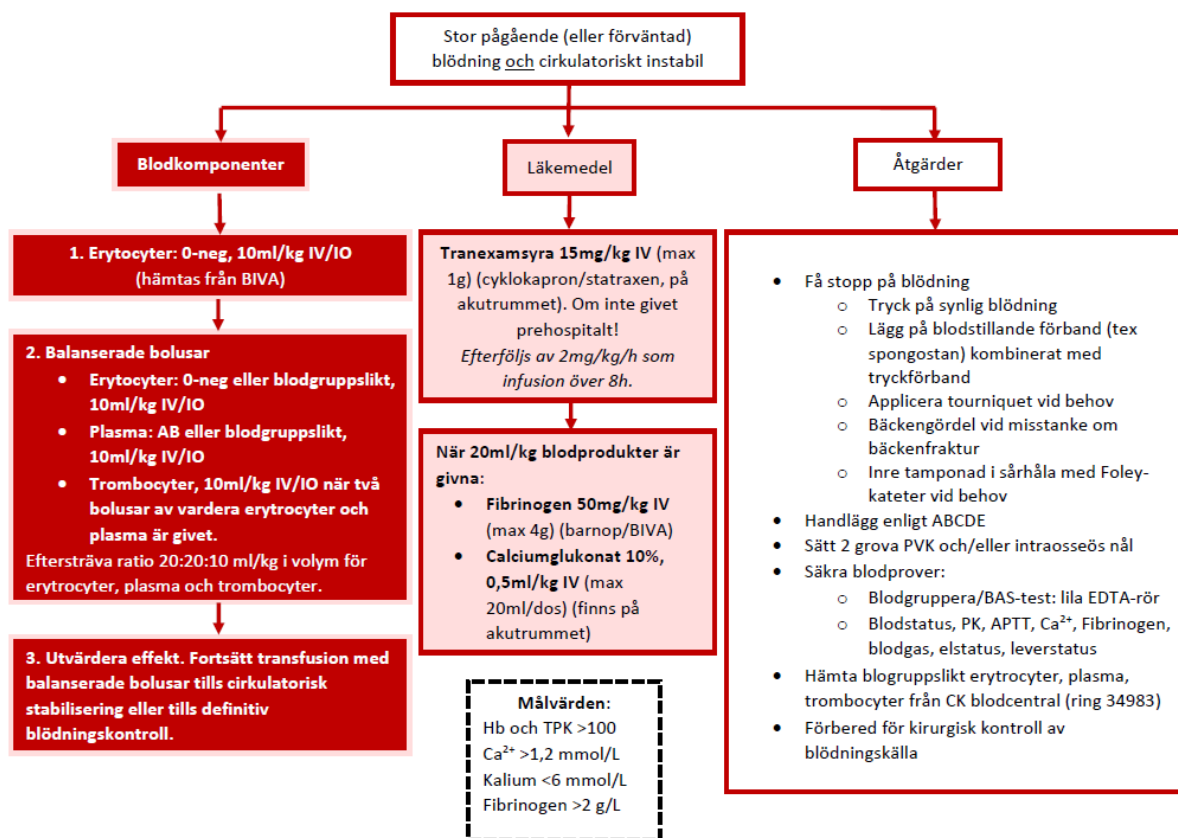 Stor pågående (eller förväntad)
blödning och cirkulatoriskt instabil
Blodkomponenter
Läkemedel
Åtgärder
1. Erytocyter: 0-neg, 10ml/kg IV/IO
(hämtas från BIVA)
2. Balanserade bolusar
• Erytocyter: 0-neg eller blodgruppslikt,
10ml/kg IV/IO
• Plasma: AB eller blodgruppslikt,
10ml/kg IV/IO
• Trombocyter, 10ml/kg IV/IO när två
bolusar av vardera erytrocyter och
plasma är givet.
Eftersträva ratio 20:20:10 ml/kg i volym för
erytrocyter, plasma och trombocyter.
3. Utvärdera effekt. Fortsätt transfusion med
balanserade bolusar tills cirkulatorisk
stabilisering eller tills definitiv
blödningskontroll.
Tranexamsyra 15mg/kg IV (max
1g) (cyklokapron/statraxen, på
akutrummet). Om inte givet
prehospitalt!
Efterföljs av 2mg/kg/h som
infusion över 8h.
När 20ml/kg blodprodukter är
givna:
• Fibrinogen 50mg/kg IV
(max 4g) (barnop/BIVA)
• Calciumglukonat 10%,
0,5ml/kg IV (max
20ml/dos) (finns på
akutrummet)
Målvärden:
Hb och TPK >100
Ca²⁺ >1,2 mmol/L
Kalium <6 mmol/L
Fibrinogen >2 g/L
• Få stopp på blödning
o Tryck på synlig blödning
o Lägg på blodstillande förband (tex
spongostan) kombinerat med
tryckförband
o Applicera tourniquet vid behov
o Bäckengördel vid misstanke om
bäckenfraktur
o Inre tamponad i sårhåla med Foley-
kateter vid behov
• Handlägg enligt ABCDE
• Sätt 2 grova PVK och/eller intraosseös nål
• Säkra blodprover:
o Blodgruppera/BAS-test: lila EDTA-rör
o Blodstatus, PK, APTT, Ca²⁺, Fibrinogen,
blodgas, elstatus, leverstatus
• Hämta blogruppslikt erytrocyter, plasma,
trombocyter från CK blodcentral (ring 34983)
• Förbered för kirurgisk kontroll av
blödningskälla